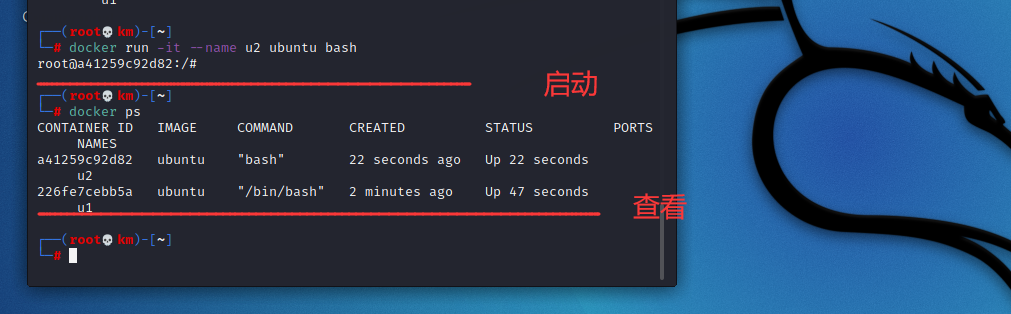 u1
┌──(root💀km)-[~]
└─# docker run -it --name u2 ubuntu bash
root@a41259c92d82:/#
启动
┌──(root💀km)-[~]
└─# docker ps
CONTAINER ID   IMAGE     COMMAND       CREATED          STATUS          PORTS
     NAMES
a41259c92d82   ubuntu    "bash"        22 seconds ago   Up 22 seconds
     u2
226fe7cebb5a   ubuntu    "/bin/bash"   2 minutes ago    Up 47 seconds
     u1
查看
┌──(root💀km)-[~]
└─#